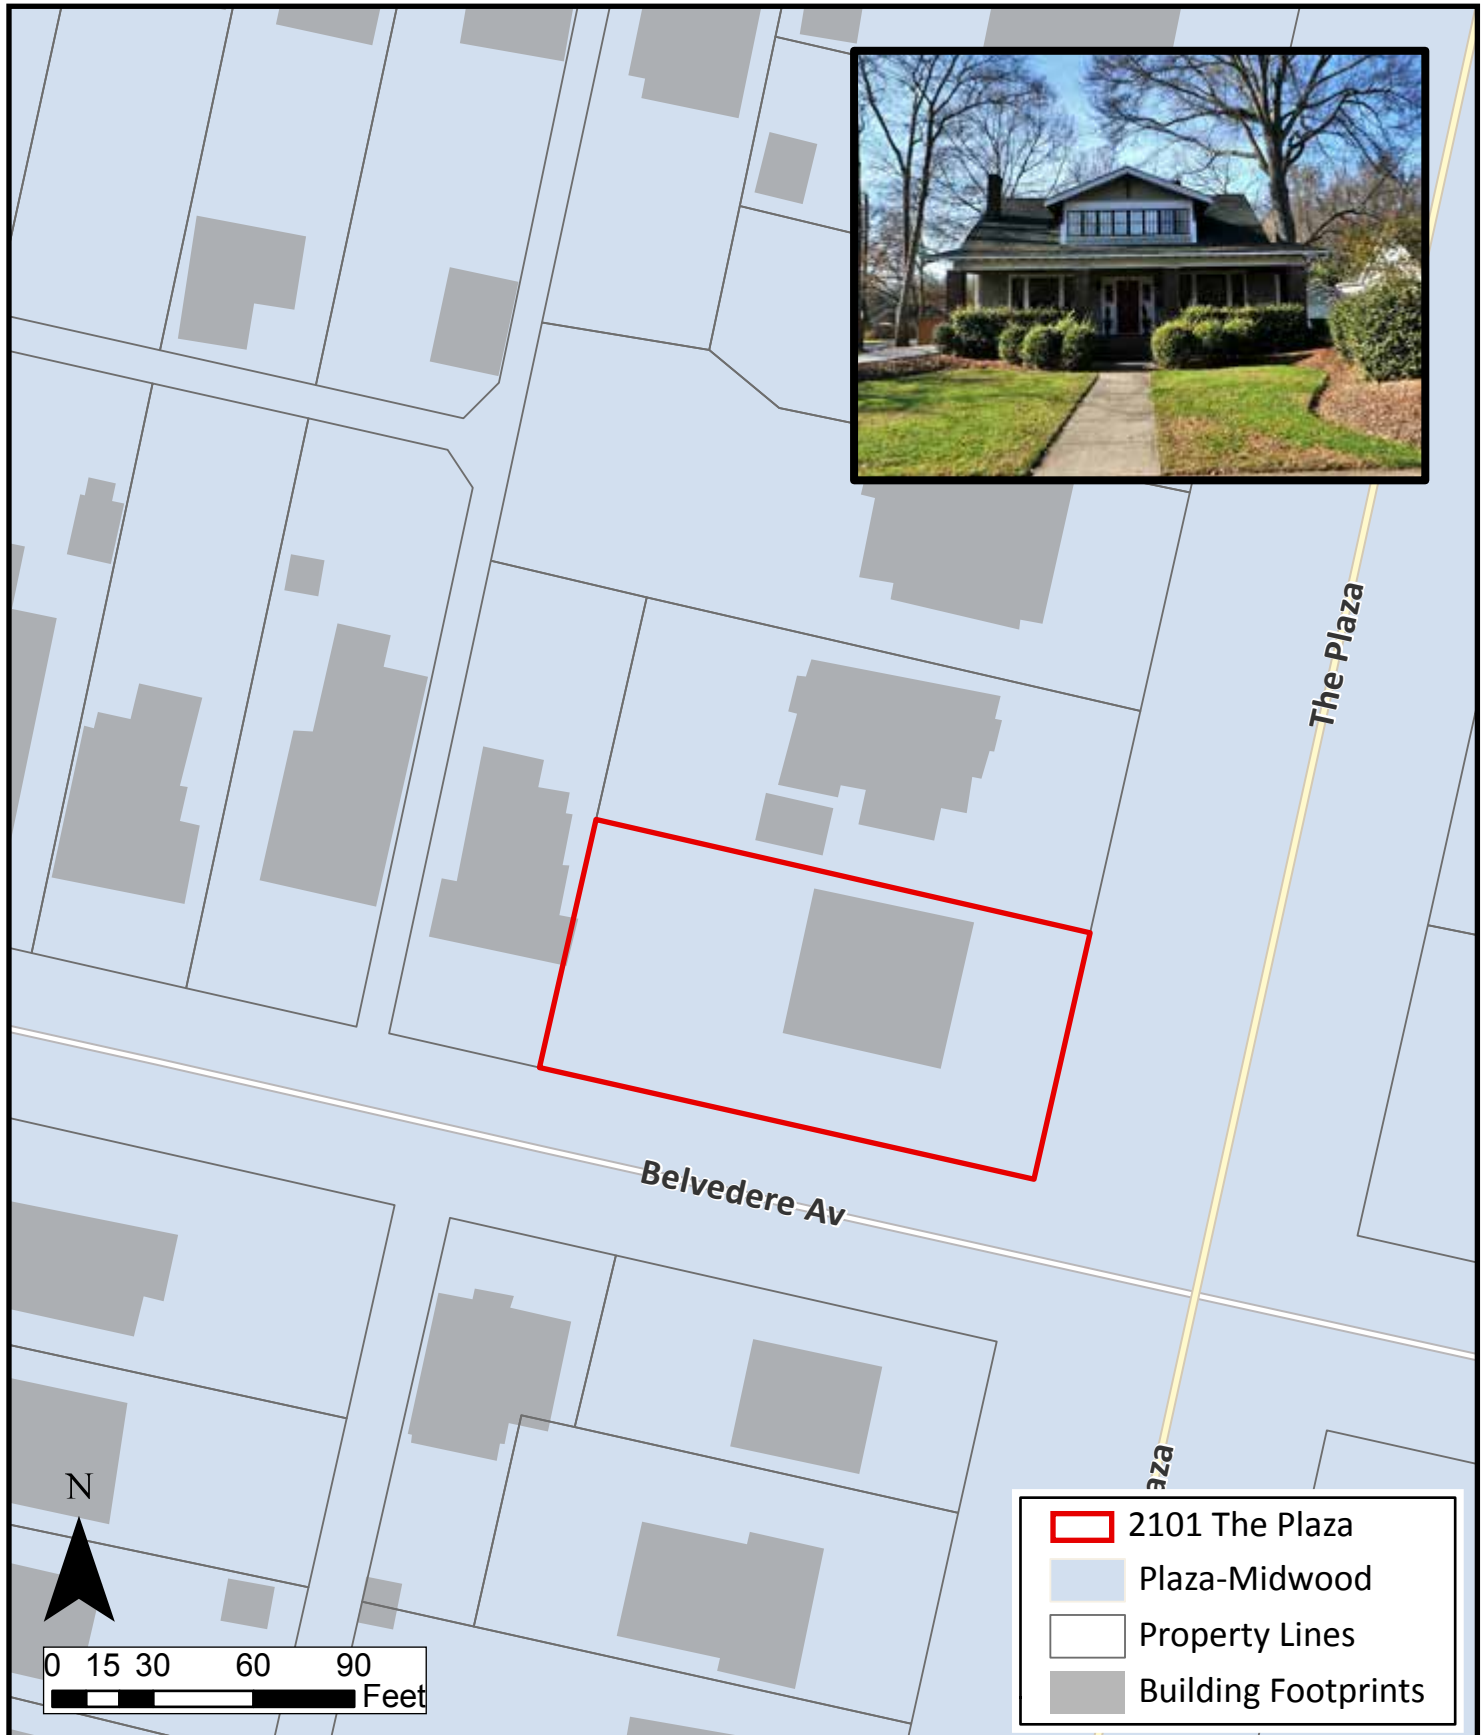 The Plaza
Belvedere Av
aza
N
0 15 30 60 90
Feet
2101 The Plaza
Plaza-Midwood
Property Lines
Building Footprints